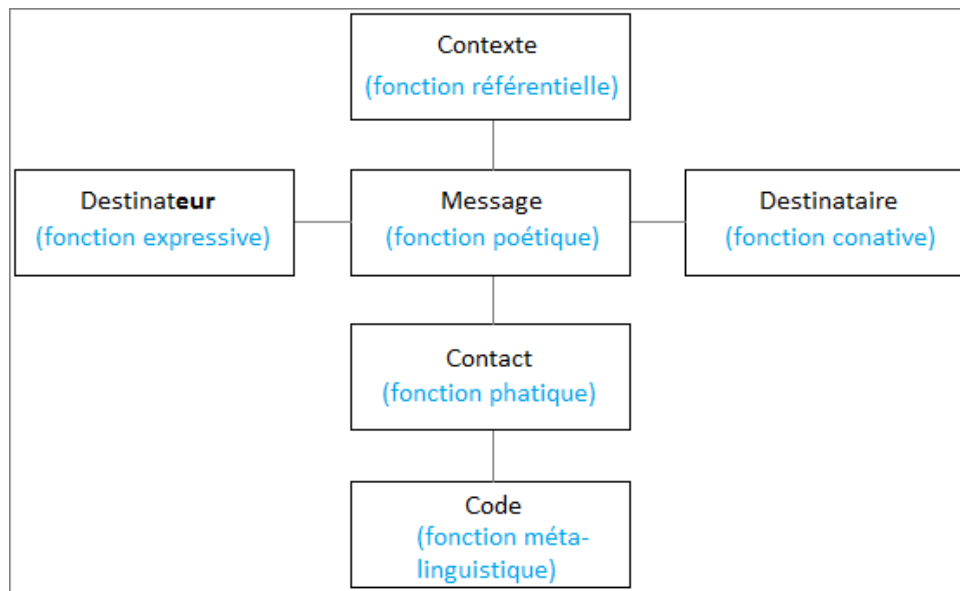 Contexte
(fonction référentielle)
Destinateur
(fonction expressive)
Message
(fonction poétique)
Destinataire
(fonction conative)
Contact
(fonction phatique)
Code
(fonction méta-
linguistique)